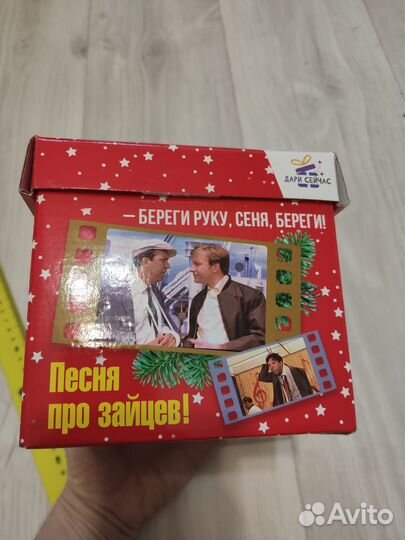 ДАРИ СЕЙЧАС
– БЕРЕГИ РУКУ, СЕНЯ, БЕРЕГИ!
Песня
про зайцев!
Avito